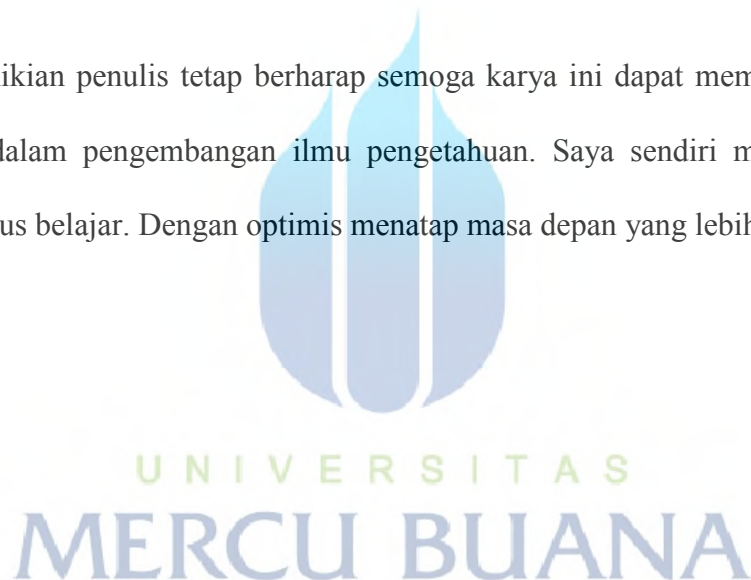 ikian penulis tetap berharap semoga karya ini dapat mem
dalam pengembangan ilmu pengetahuan. Saya sendiri m
us belajar. Dengan optimis menatap masa depan yang lebih
UNIVERSITAS
MERCU BUANA